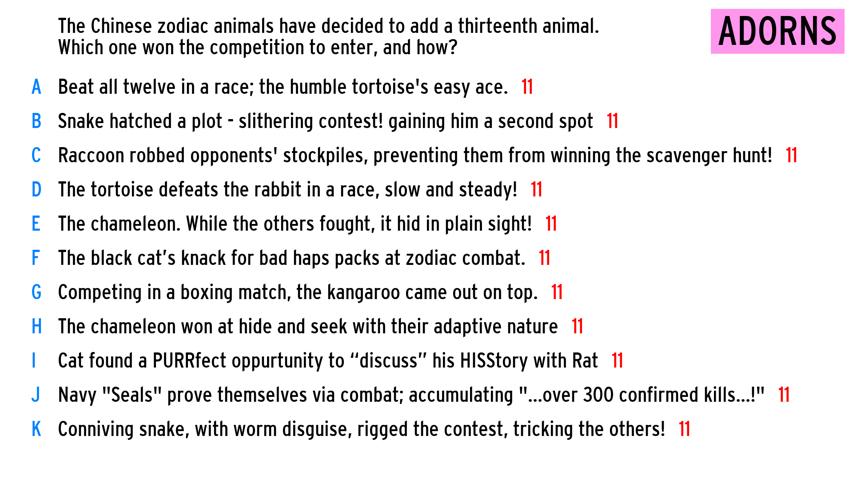 The Chinese zodiac animals have decided to add a thirteenth animal.
Which one won the competition to enter, and how?
ADORNS
A Beat all twelve in a race; the humble tortoise's easy ace. 11
B Snake hatched a plot - slithering contest! gaining him a second spot 11
C Raccoon robbed opponents' stockpiles, preventing them from winning the scavenger hunt! 11
D The tortoise defeats the rabbit in a race, slow and steady! 11
E The chameleon. While the others fought, it hid in plain sight! 11
F The black cat's knack for bad haps packs at zodiac combat. 11
G Competing in a boxing match, the kangaroo came out on top. 11
H The chameleon won at hide and seek with their adaptive nature 11
I Cat found a PURRfect oppurtunity to “discuss” his HISStory with Rat 11
J Navy "Seals" prove themselves via combat; accumulating "...over 300 confirmed kills...!" 11
K Conniving snake, with worm disguise, rigged the contest, tricking the others! 11